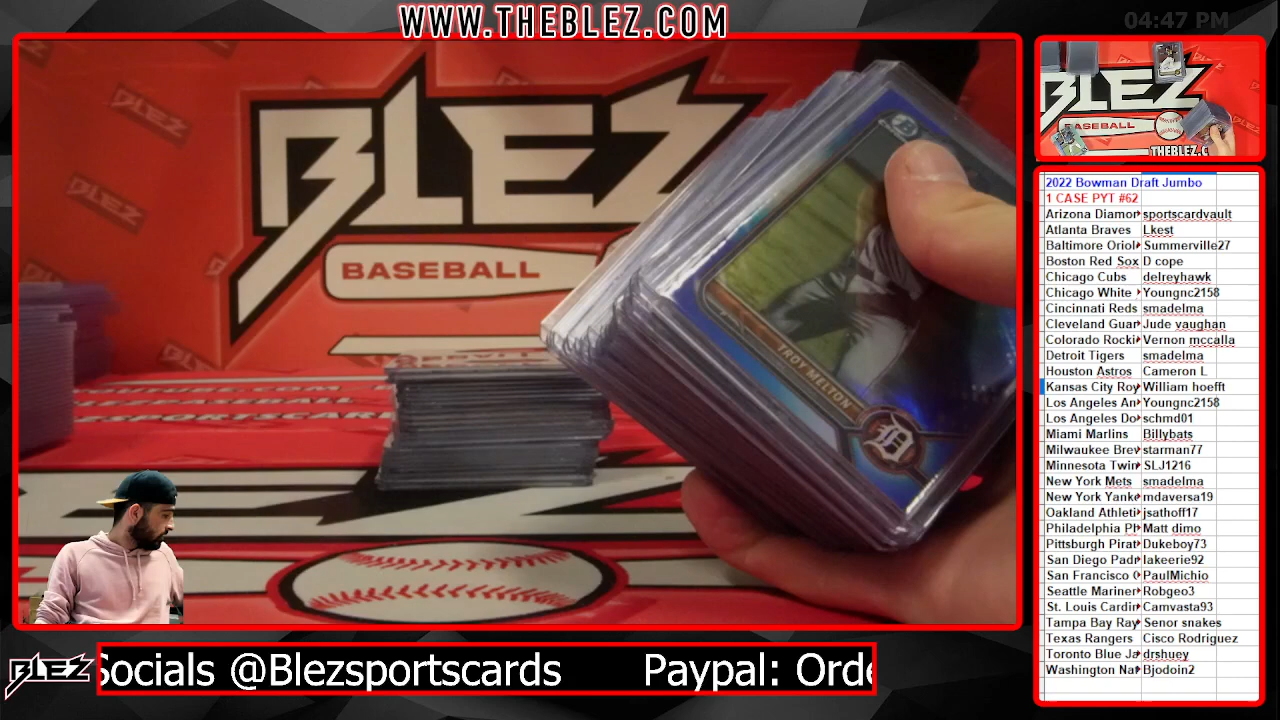 WWW.THEBLEZ.COM
04:47 PM
BLEZ
BASEBALL
TROY MELTON
D
BLEZ
BASEBALL
2022 Bowman Draft Jumbo
1 CASE PYT #62
Arizona Diamor sportscardvault
Atlanta Braves Lkest
Baltimore Oriol Summerville27
Boston Red Sox D cope
Chicago Cubs delreyhawk
Chicago White Youngnc2158
Cincinnati Reds smadelma
Cleveland Guar Jude vaughan
Colorado Rocki Vernon mccalla
Detroit Tigers smadelma
Houston Astros Cameron L
Kansas City Roy William hoefft
Los Angeles An Youngnc2158
Los Angeles Do schmd01
Miami Marlins Billybats
Milwaukee Brev starman77
Minnesota Twin SLJ1216
New York Mets smadelma
New York Yanke mdaversa19
Oakland Athleti jsathoff17
Philadelphia Pl Matt dimo
Pittsburgh Pirat Dukeboy73
San Diego Padr lakeerie92
San Francisco PaulMichio
Seattle Mariner Robgeo3
St. Louis Cardin Camvasta93
Tampa Bay Ray Senor snakes
Texas Rangers Cisco Rodriguez
Toronto Blue Ja drshuey
Washington Nat Bjodoin2
BLEZ
Socials @Blezsportscards Paypal: Orde